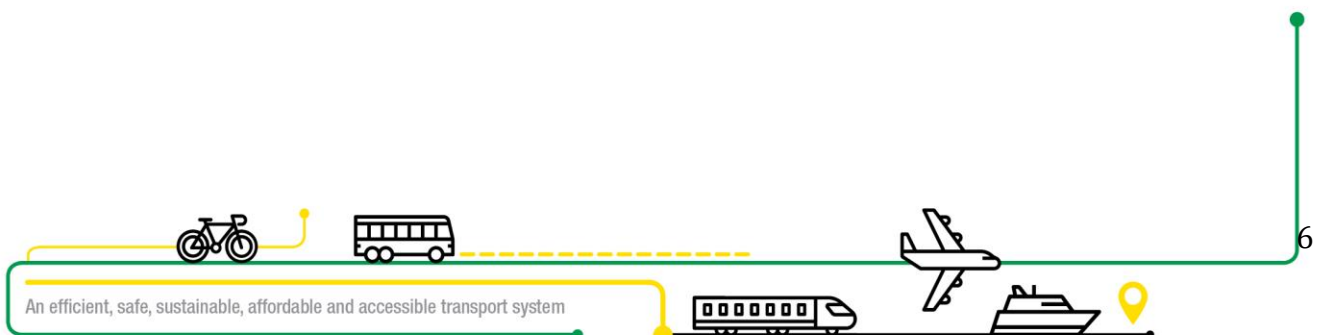 6
An efficient, safe, sustainable, affordable and accessible transport system